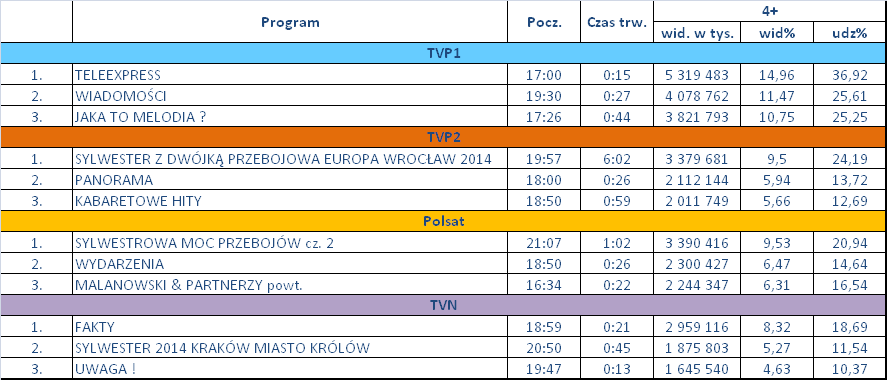 4+
Program Pocz. Czas trw. wid. w tys. wid% udz%
TVP1
1. TELEEXPRESS 17:00 0:15 5 319 483 14,96 36,92
2. WIADOMOŚCI 19:30 0:27 4 078 762 11,47 25,61
3. JAKA TO MELODIA ? 17:26 0:44 3 821 793 10,75 25,25
TVP2
1. SYLWESTER Z DWÓJKĄ PRZEBOJOWA EUROPA WROCŁAW 2014 19:57 6:02 3 379 681 9,5 24,19
2. PANORAMA 18:00 0:26 2 112 144 5,94 13,72
3. KABARETOWE HITY 18:50 0:59 2 011 749 5,66 12,69
Polsat
1. SYLWESTROWA MOC PRZEBOJÓW cz. 2 21:07 1:02 3 390 416 9,53 20,94
2. WYDARZENIA 18:50 0:26 2 300 427 6,47 14,64
3. MALANOWSKI & PARTNERZY powt. 16:34 0:22 2 244 347 6,31 16,54
TVN
1. FAKTY 18:59 0:21 2 959 116 8,32 18,69
2. SYLWESTER 2014 KRAKÓW MIASTO KRÓLÓW 20:50 0:45 1 875 803 5,27 11,54
3. UWAGA ! 19:47 0:13 1 645 540 4,63 10,37